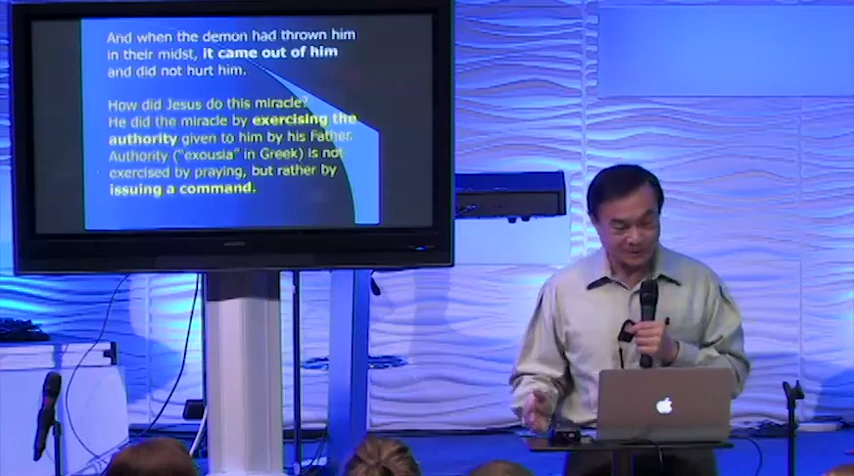 And when the demon had thrown him
in their midst, it came out of him
and did not hurt him.
How did Jesus do this miracle?
He did the miracle by exercising the
authority given to him by his Father.
Authority ("exousia" in Greek) is not
exercised by praying, but rather by
issuing a command.